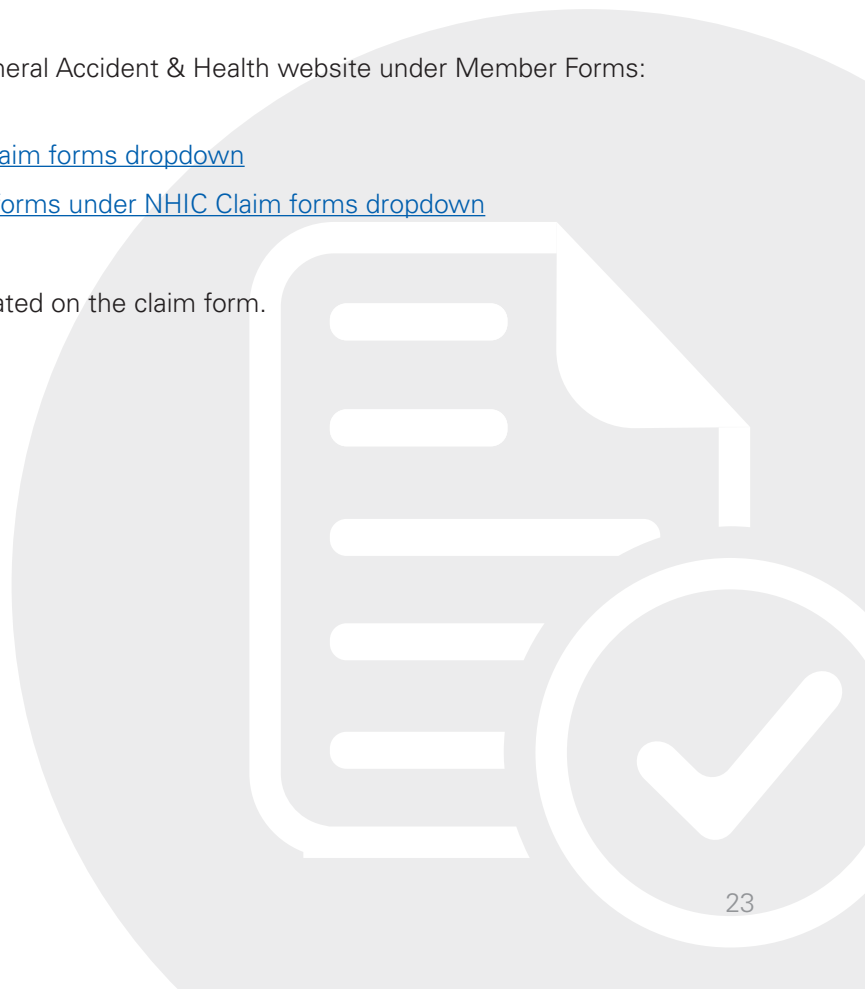 neral Accident & Health website under Member Forms:
aim forms dropdown
orms under NHIC Claim forms dropdown
ated on the claim form.
23